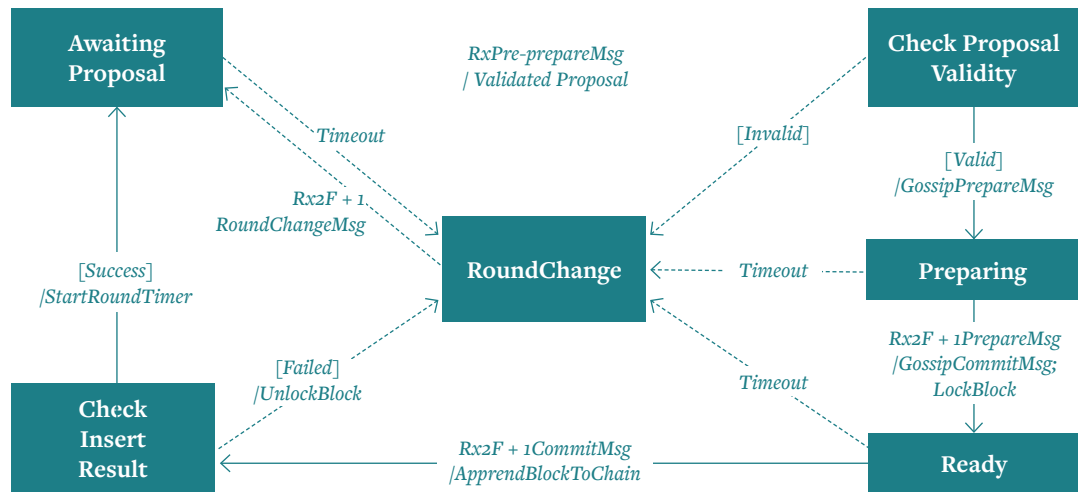 Awaiting
Proposal
RxPre-prepareMsg
/ Validated Proposal
Check Proposal
Validity
Timeout
[Invalid]
[Valid]
/GossipPrepareMsg
Rx2F + 1
RoundChangeMsg
RoundChange
Timeout
Preparing
[Success]
/StartRoundTimer
[Failed]
/UnlockBlock
Timeout
Rx2F + 1PrepareMsg
/GossipCommitMsg;
LockBlock
Check
Insert
Result
Rx2F + 1CommitMsg
/ApprendBlockToChain
Ready